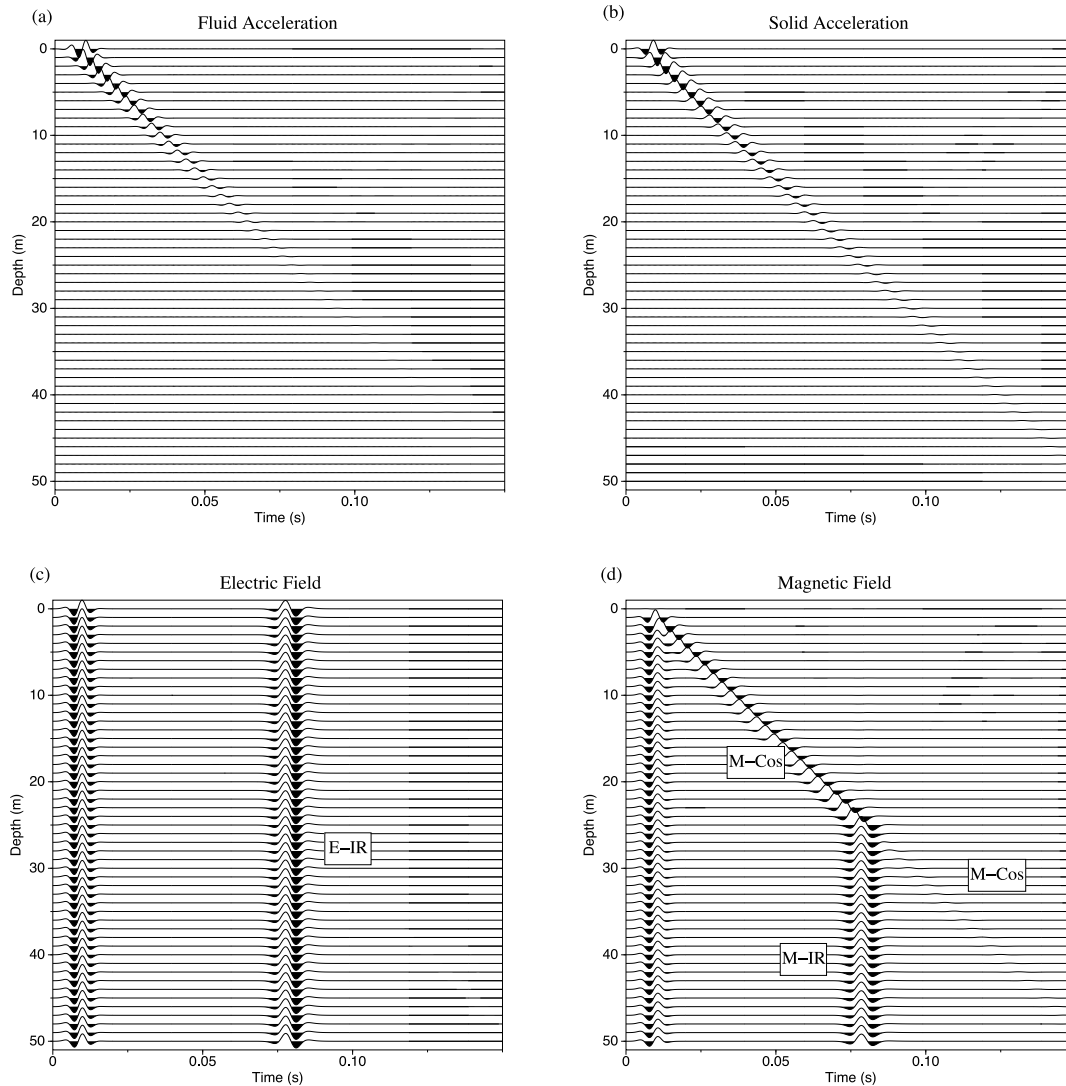 (a)
Fluid Acceleration
0
10
20
30
40
50
Depth (m)
0
0.05
0.10
Time (s)
(b)
Solid Acceleration
0
10
20
30
40
50
Depth (m)
0
0.05
0.10
Time (s)
(c)
Electric Field
0
10
20
30
40
50
Depth (m)
E–IR
0
0.05
0.10
Time (s)
(d)
Magnetic Field
0
10
20
30
40
50
Depth (m)
M–Cos
M–Cos
M–IR
0
0.05
0.10
Time (s)